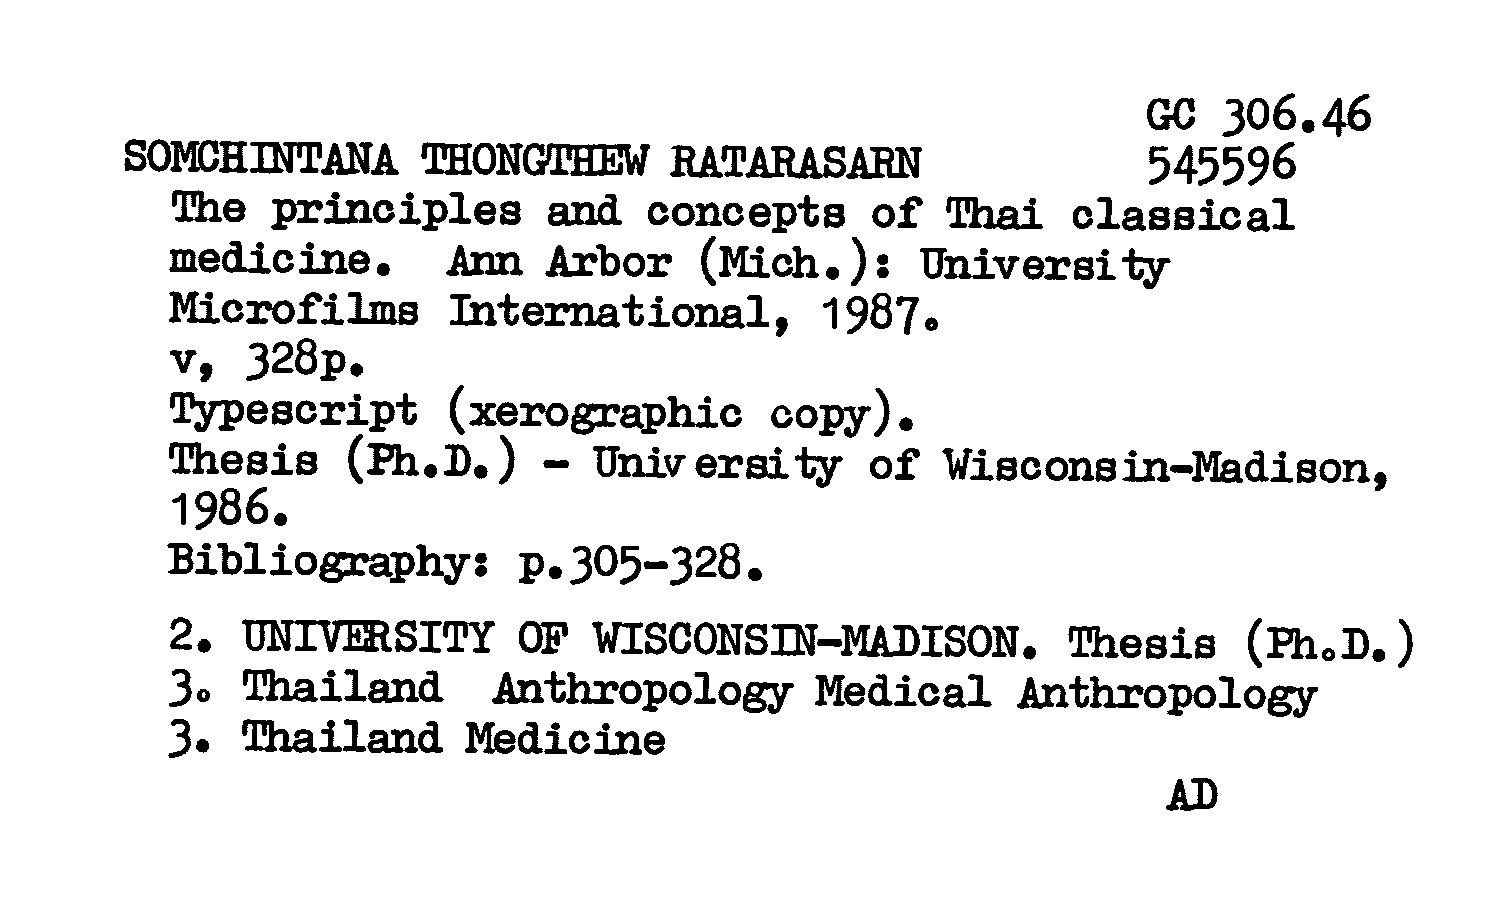 GC 306.46
SOMCHINTANA THONGTHEW RATARASARN 545596
The principles and concepts of Thai classical
medicine. Ann Arbor (Mich.): University
Microfilms International, 1987.
v, 328p.
Typescript (xerographic copy).
Thesis (Ph.D.) - University of Wisconsin-Madison,
1986.
Bibliography: p.305-328.
2. UNIVERSITY OF WISCONSIN-MADISON. Thesis (Ph.D.)
3. Thailand Anthropology Medical Anthropology
3. Thailand Medicine
AD